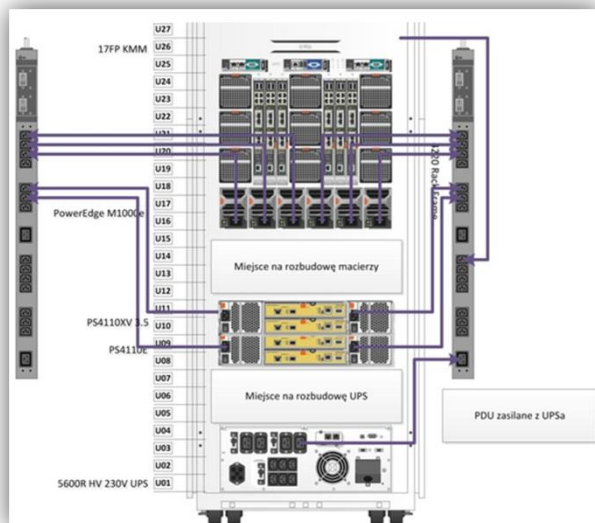 U27
17FP KMM
U26
U25
U24
U23
U22
U21
U20
U19
U18
U17
PowerEdge M1000e
U16
U15
U14
U13
U12
U11
PS4110XV 3.5
U10
U09
PS4110E
U08
U07
U06
U05
U04
U03
U02
5600R HV 230V UPS
U01
Miejsce na rozbudowę macierzy
Miejsce na rozbudowę UPS
4220 Rack Frame
PDU zasilane z UPSa